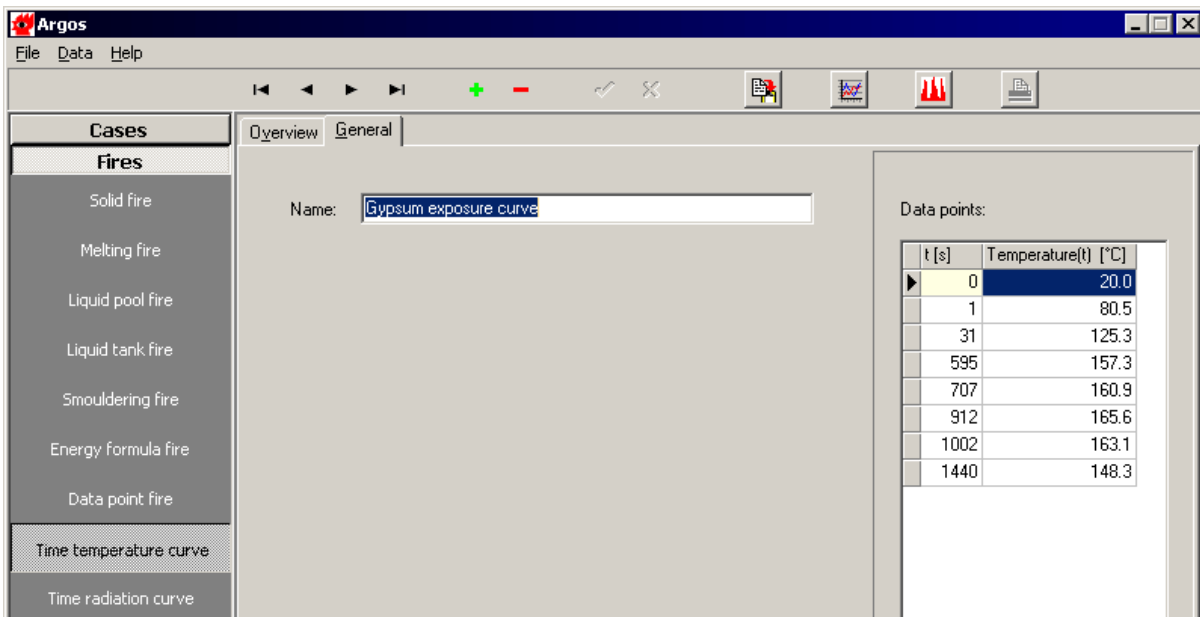 Argos
File Data Help
Cases
Fires
Solid fire
Melting fire
Liquid pool fire
Liquid tank fire
Smouldering fire
Energy formula fire
Data point fire
Time temperature curve
Time radiation curve
Overview General
Name: Gypsum exposure curve
Data points:
t [s] Temperature(t) [°C]
0 20.0
1 80.5
31 125.3
595 157.3
707 160.9
912 165.6
1002 163.1
1440 148.3